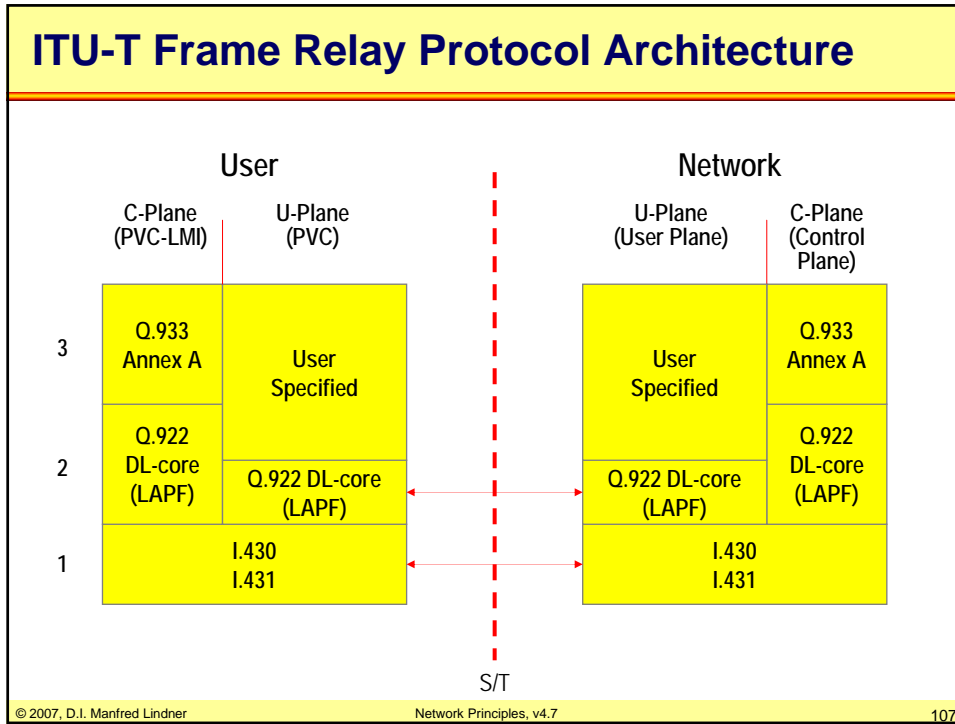 ITU-T Frame Relay Protocol Architecture
User
Network
C-Plane
(PVC-LMI)
U-Plane
(PVC)
U-Plane
(User Plane)
C-Plane
(Control
Plane)
3
Q.933
Annex A
User
Specified
User
Specified
Q.933
Annex A
2
Q.922
DL-core
(LAPF)
Q.922 DL-core
(LAPF)
Q.922 DL-core
(LAPF)
Q.922
DL-core
(LAPF)
1
I.430
I.431
I.430
I.431
S/T
© 2007, D.I. Manfred Lindner
Network Principles, v4.7
107